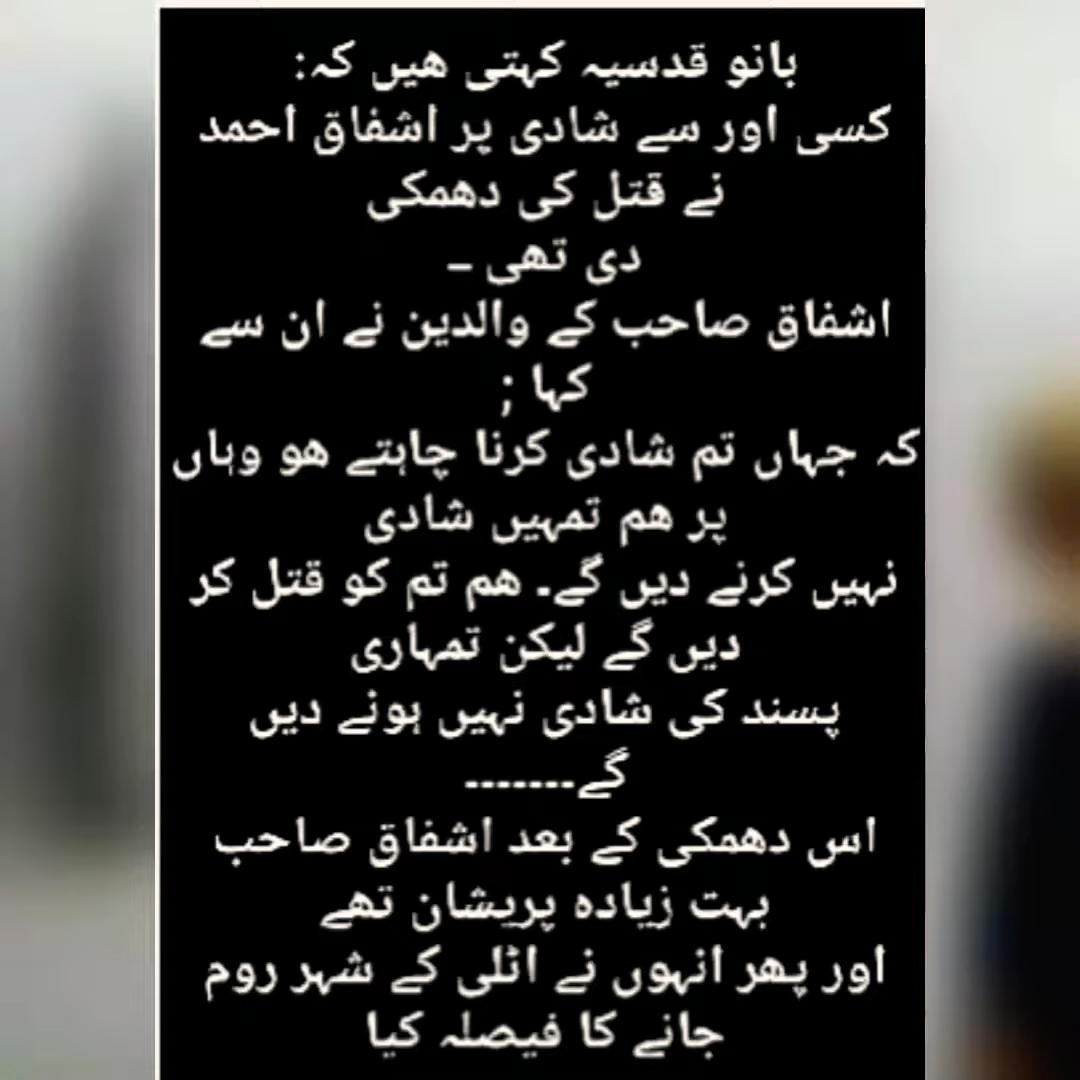 بانو قدسیہ کہتی ھیں کہ:
کسی اور سے شادی پر اشفاق احمد
نے قتل کی دھمکی
دی تھی ۔
اشفاق صاحب کے والدین نے ان سے
کہا ;
کہ جہاں تم شادی کرنا چاہتے ھو وہاں
پر ھم تمہیں شادی
نہیں کرنے دیں گے۔ ھم تم کو قتل کر
دیں گے لیکن تمہاری
پسند کی شادی نہیں ہونے دیں
گے-------
اس دھمکی کے بعد اشفاق صاحب
بہت زیادہ پریشان تھے
اور پھر انہوں نے اٹلی کے شہر روم
جانے کا فیصلہ کیا